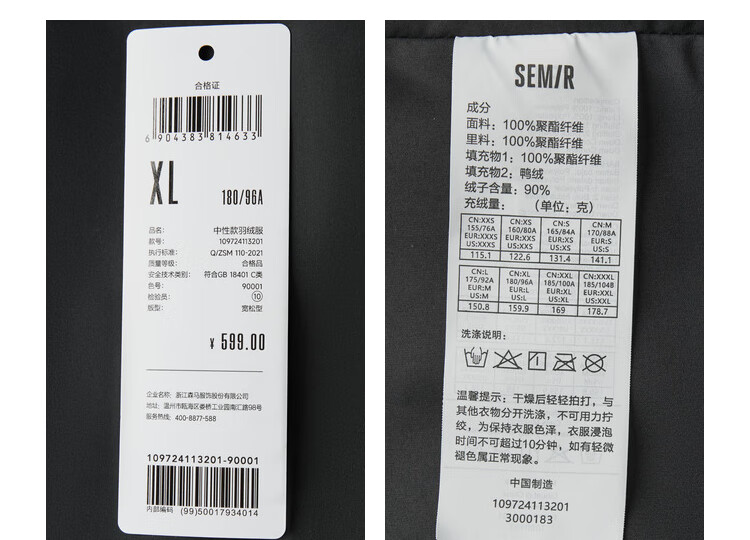 合格证
6 904383 814633
XL
180/96A
品名: 中性款羽绒服
款号: 109724113201
执行标准: Q/ZSM 110-2021
质量等级: 合格品
安全技术类别: 符合GB 18401 C类
色号: 90001
检验员: ⑩
版型: 宽松型
¥ 599.00
企业名称: 浙江森马服饰股份有限公司
地址: 温州市瓯海区娄桥工业园南汇路98号
服务热线: 400-8877-588
109724113201-90001
内部编码 (99)50017934014
SEM/R
成分
面料: 100%聚酯纤维
里料: 100%聚酯纤维
填充物1: 100%聚酯纤维
填充物2: 鸭绒
绒子含量: 90%
充绒量: (单位: 克)
CN:XXS CN:XS CN:S CN:M
155/76A 160/80A 165/84A 170/88A
EUR:XXXS EUR:XXS EUR:XS EUR:S
US:XXXS US:XXS US:XS US:S
115.1 122.6 131.4 141.1
CN:L CN:XL CN:XXL CN:XXXL
175/92A 180/96A 185/100A 185/104B
EUR:M EUR:L EUR:XL EUR:XXL
US:M US:L US:XL US:XXL
150.8 159.9 169 178.7
洗涤说明:
温馨提示: 干燥后轻轻拍打, 与
其他衣物分开洗涤, 不可用力拧
绞, 为保持衣服色泽, 衣服浸泡
时间不可超过10分钟, 如有轻微
褪色属正常现象。
中国制造
109724113201
3000183